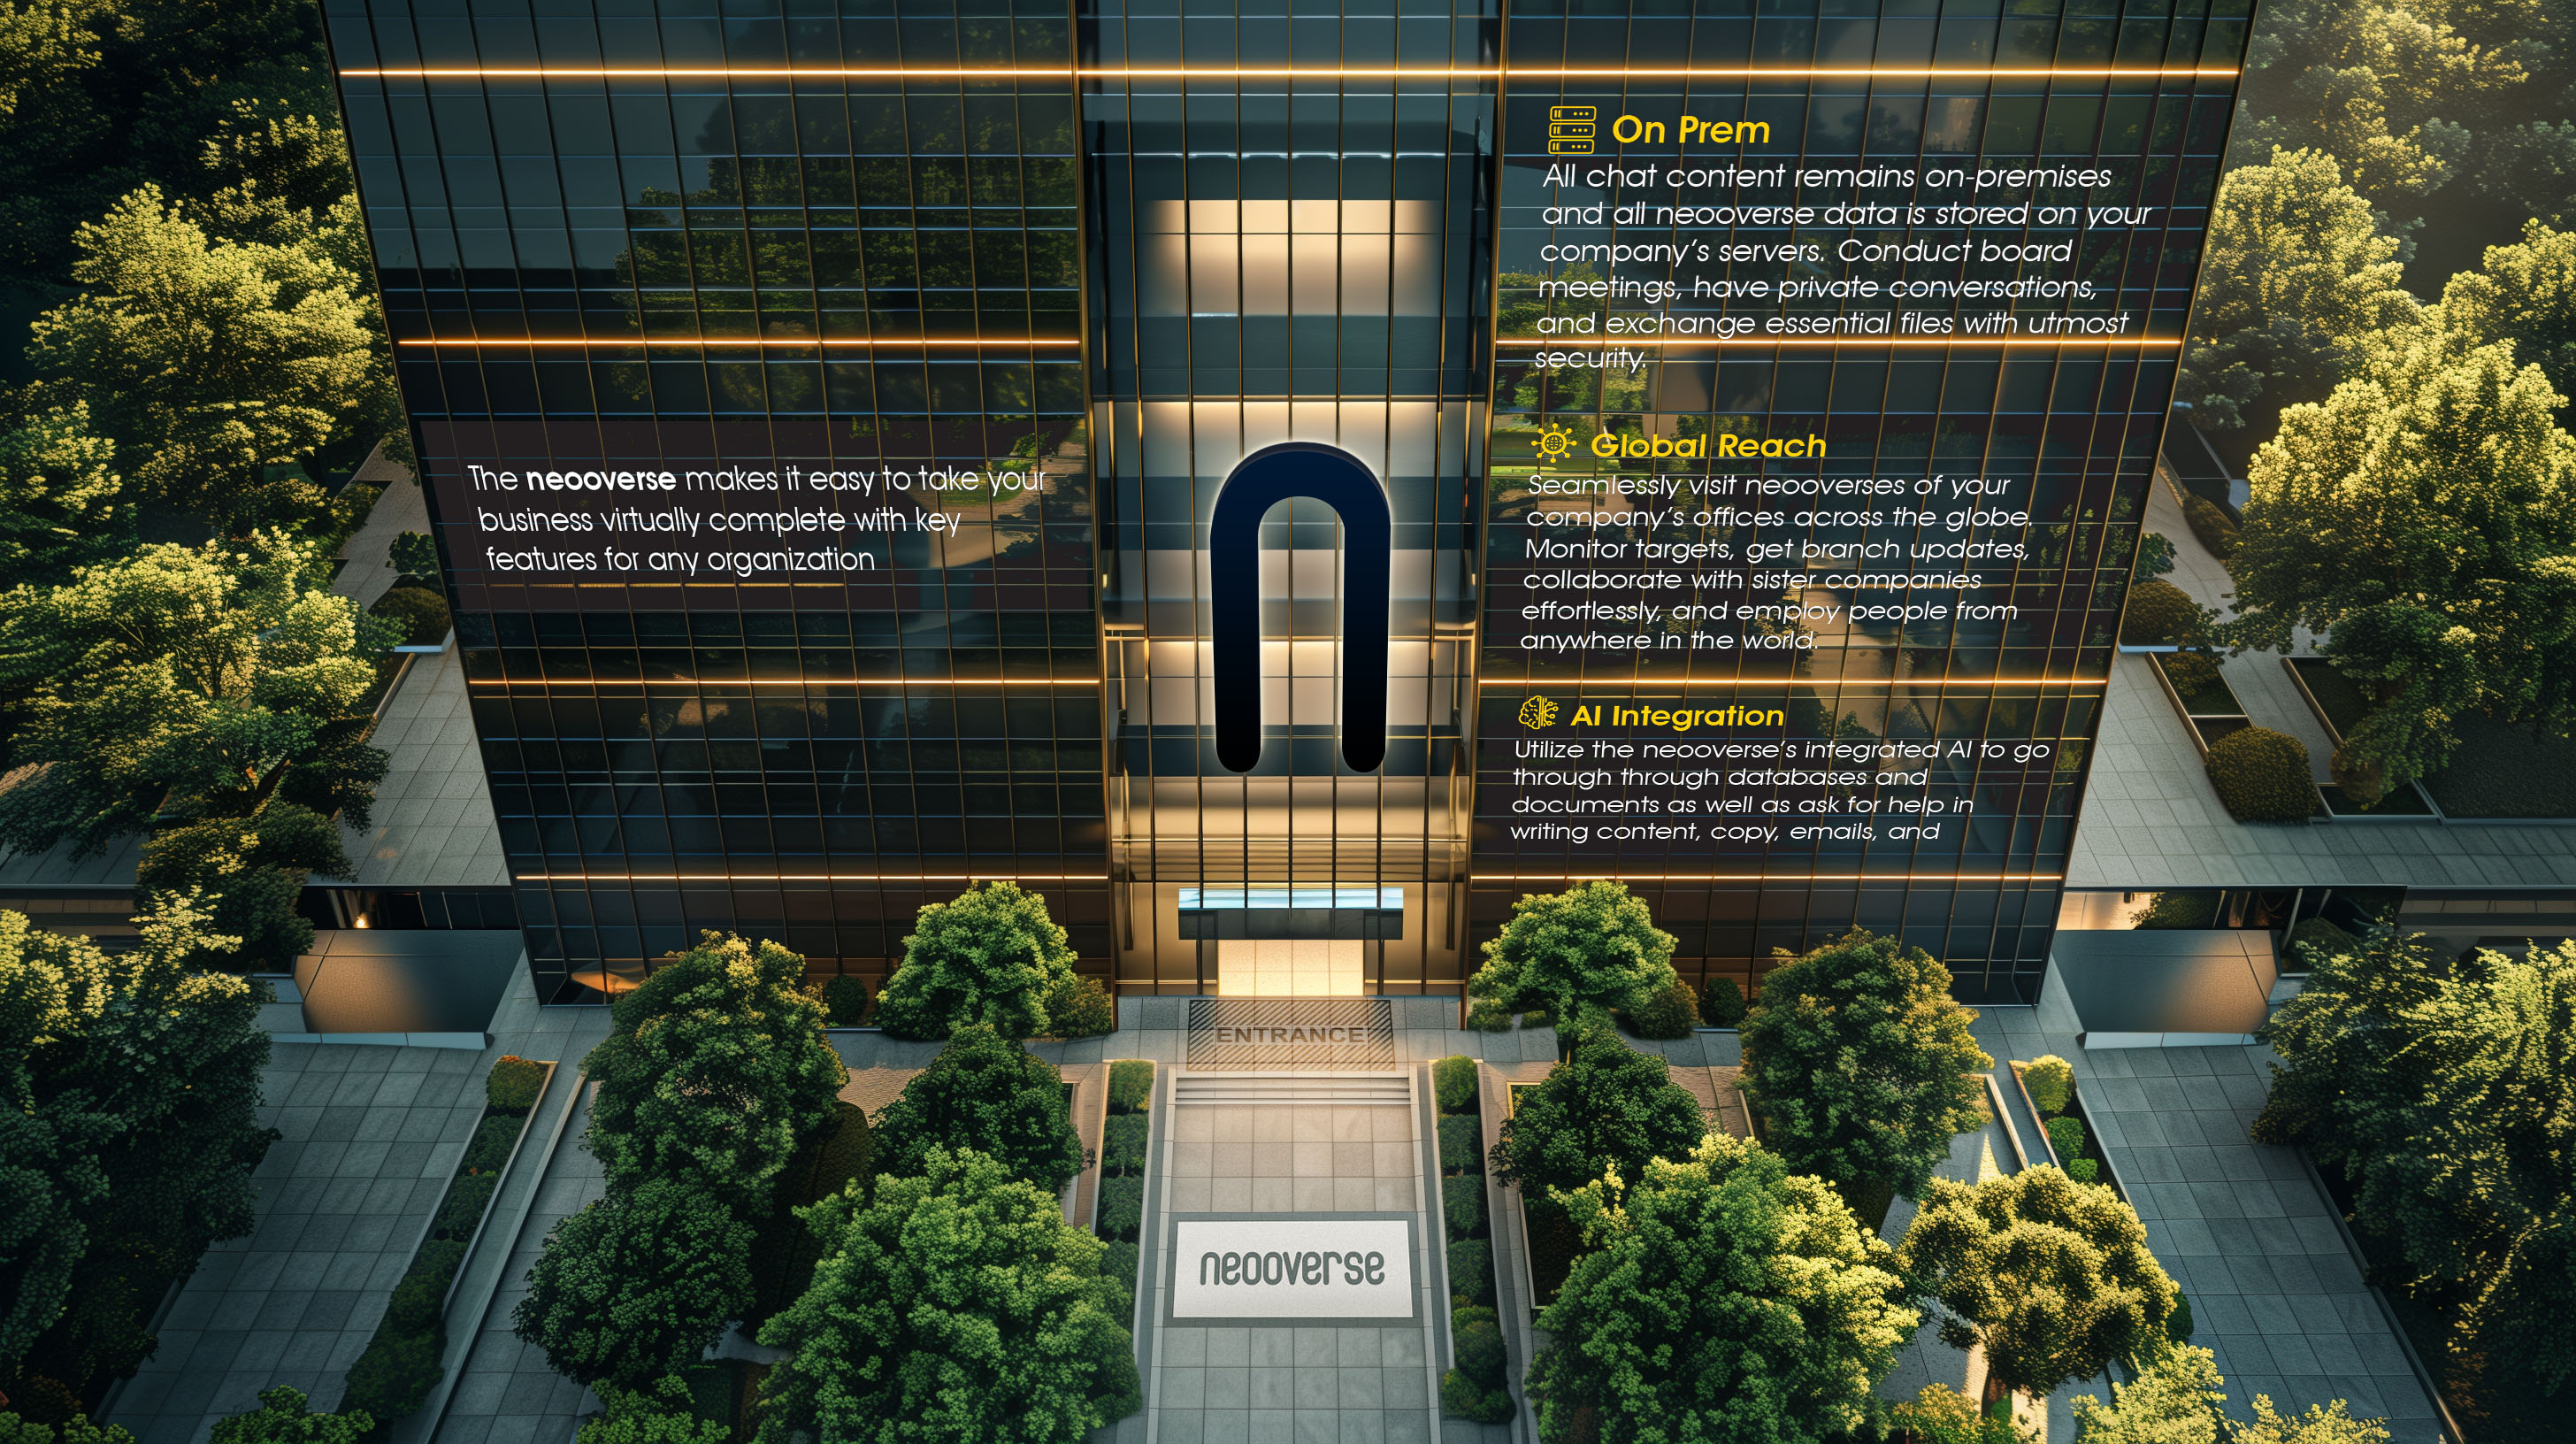 The neooverse makes it easy to take your
business virtually complete with key
features for any organization
On Prem
All chat content remains on-premises
and all neooverse data is stored on your
company's servers. Conduct board
meetings, have private conversations,
and exchange essential files with utmost
security.
Global Reach
Seamlessly visit neooverses of your
company's offices across the globe.
Monitor targets, get branch updates,
collaborate with sister companies
effortlessly, and employ people from
anywhere in the world.
AI Integration
Utilize the neooverse's integrated AI to go
through through databases and
documents as well as ask for help in
writing content, copy, emails, and
n
ENTRANCE
neooverse